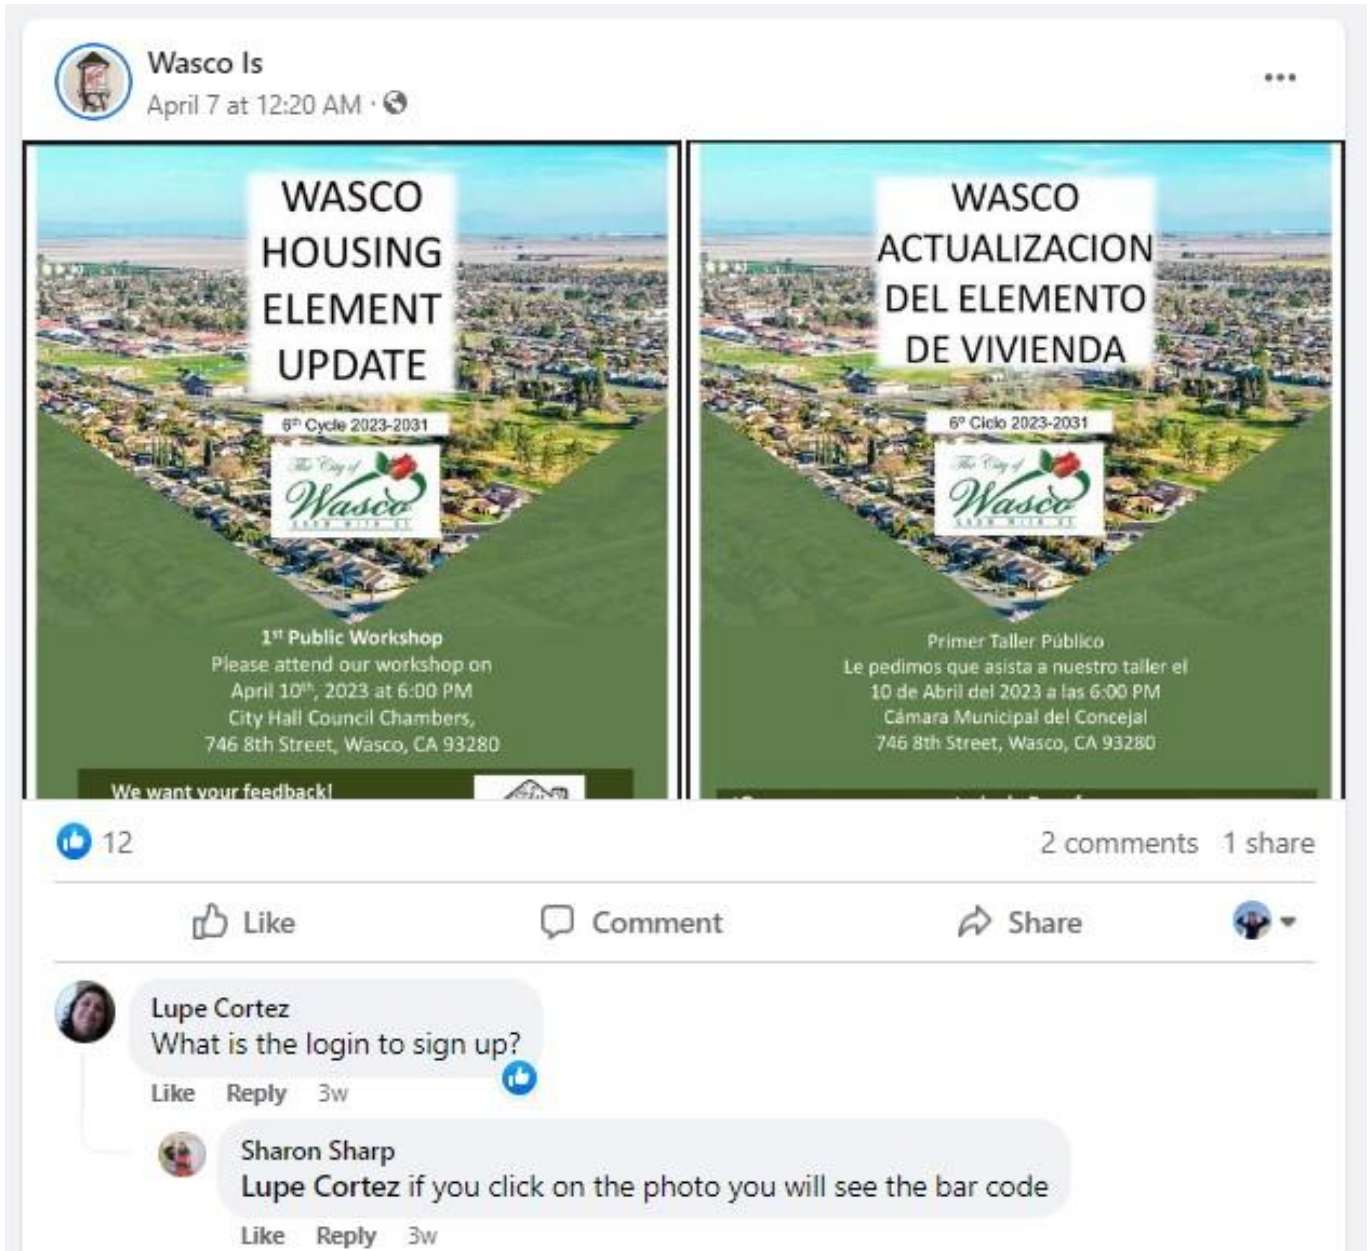 Wasco Is
April 7 at 12:20 AM ·
WASCO
HOUSING
ELEMENT
UPDATE
6th Cycle 2023-2031
The City of
Wasco
GROW WITH US
1st Public Workshop
Please attend our workshop on
April 10th, 2023 at 6:00 PM
City Hall Council Chambers,
746 8th Street, Wasco, CA 93280
We want your feedback!
WASCO
ACTUALIZACION
DEL ELEMENTO
DE VIVIENDA
6º Ciclo 2023-2031
The City of
Wasco
GROW WITH US
Primer Taller Público
Le pedimos que asista a nuestro taller el
10 de Abril del 2023 a las 6:00 PM
Cámara Municipal del Concejal
746 8th Street, Wasco, CA 93280
12
2 comments 1 share
Like Comment Share
Lupe Cortez
What is the login to sign up?
Like Reply 3w
Sharon Sharp
Lupe Cortez if you click on the photo you will see the bar code
Like Reply 3w